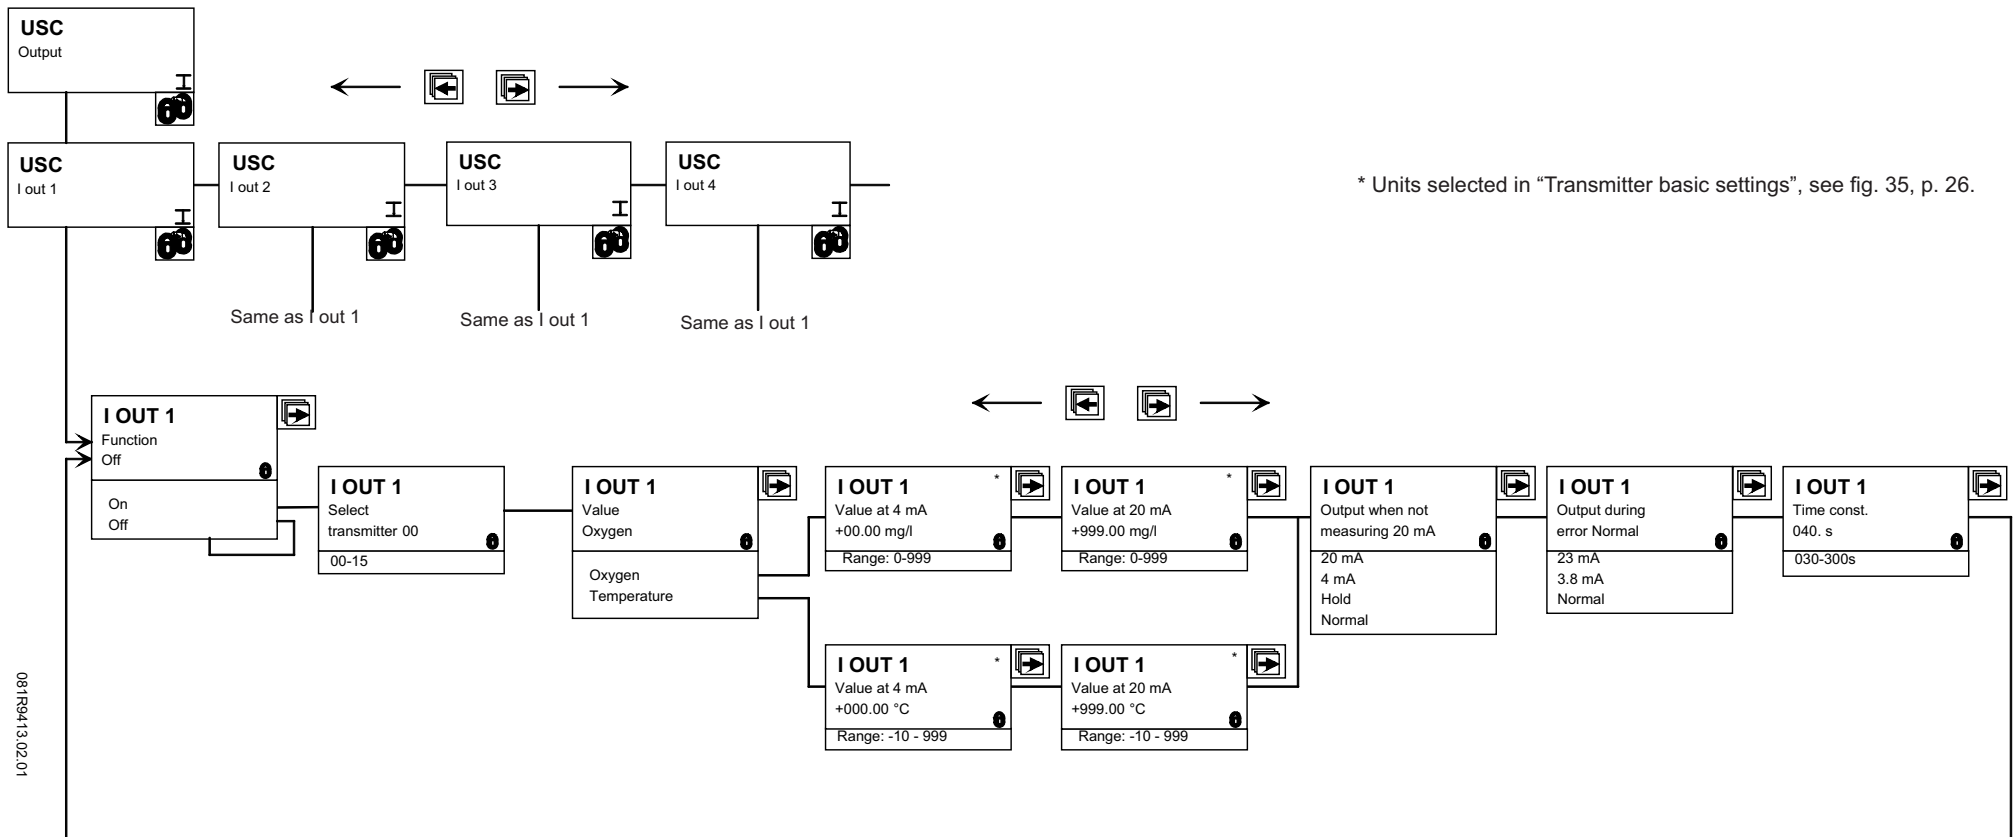 USC
Output
USC
I out 1
USC
I out 2
USC
I out 3
USC
I out 4
* Units selected in “Transmitter basic settings”, see fig. 35, p. 26.
Same as I out 1
Same as I out 1
Same as I out 1
I OUT 1
Function
Off
On
Off
I OUT 1
Select
transmitter 00
00-15
I OUT 1
Value
Oxygen
Oxygen
Temperature
I OUT 1 *
Value at 4 mA
+00.00 mg/l
Range: 0-999
I OUT 1 *
Value at 20 mA
+999.00 mg/l
Range: 0-999
I OUT 1
Output when not
measuring 20 mA
20 mA
4 mA
Hold
Normal
I OUT 1
Output during
error Normal
23 mA
3.8 mA
Normal
I OUT 1
Time const.
040. s
030-300s
I OUT 1 *
Value at 4 mA
+000.00 °C
Range: -10 - 999
I OUT 1 *
Value at 20 mA
+999.00 °C
Range: -10 - 999
081R9413.02.01